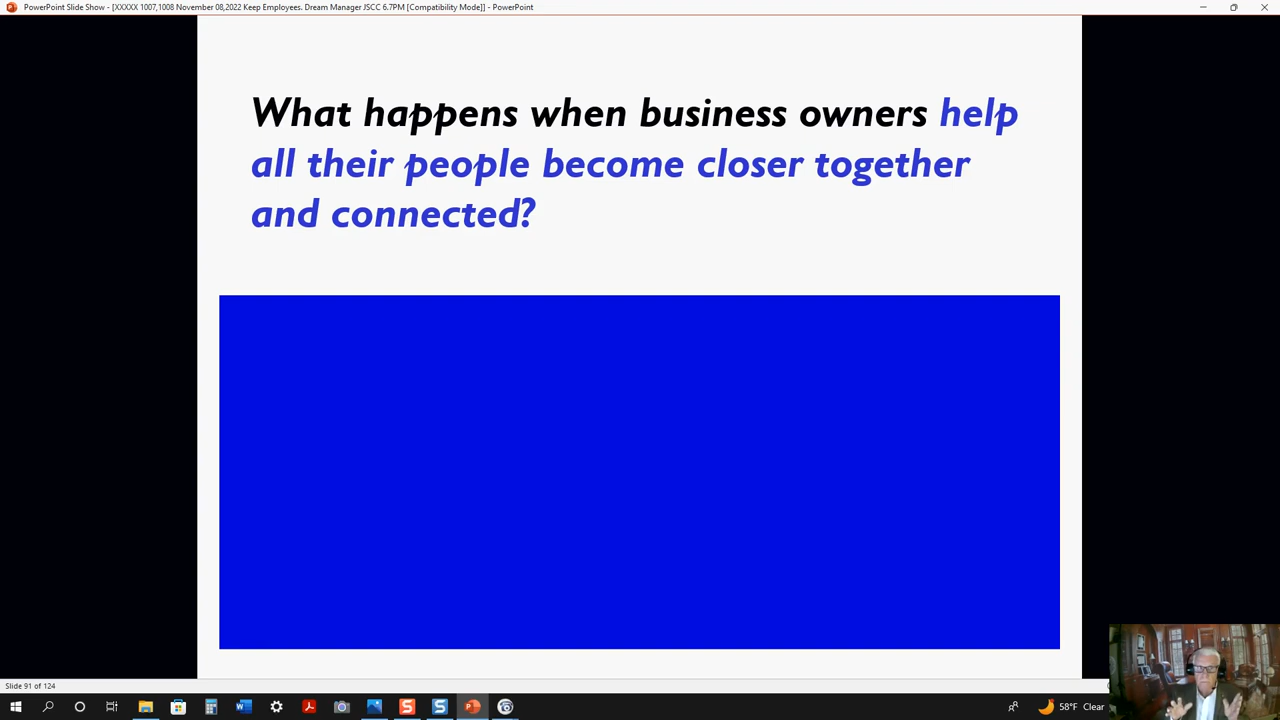 PowerPoint Slide Show - [XXXXX 1007,1008 November 08,2022 Keep Employees. Dream Manager JSCC 6.7PM [Compatibility Mode]] - PowerPoint
What happens when business owners help
all their people become closer together
and connected?
Slide 91 of 124
58°F Clear